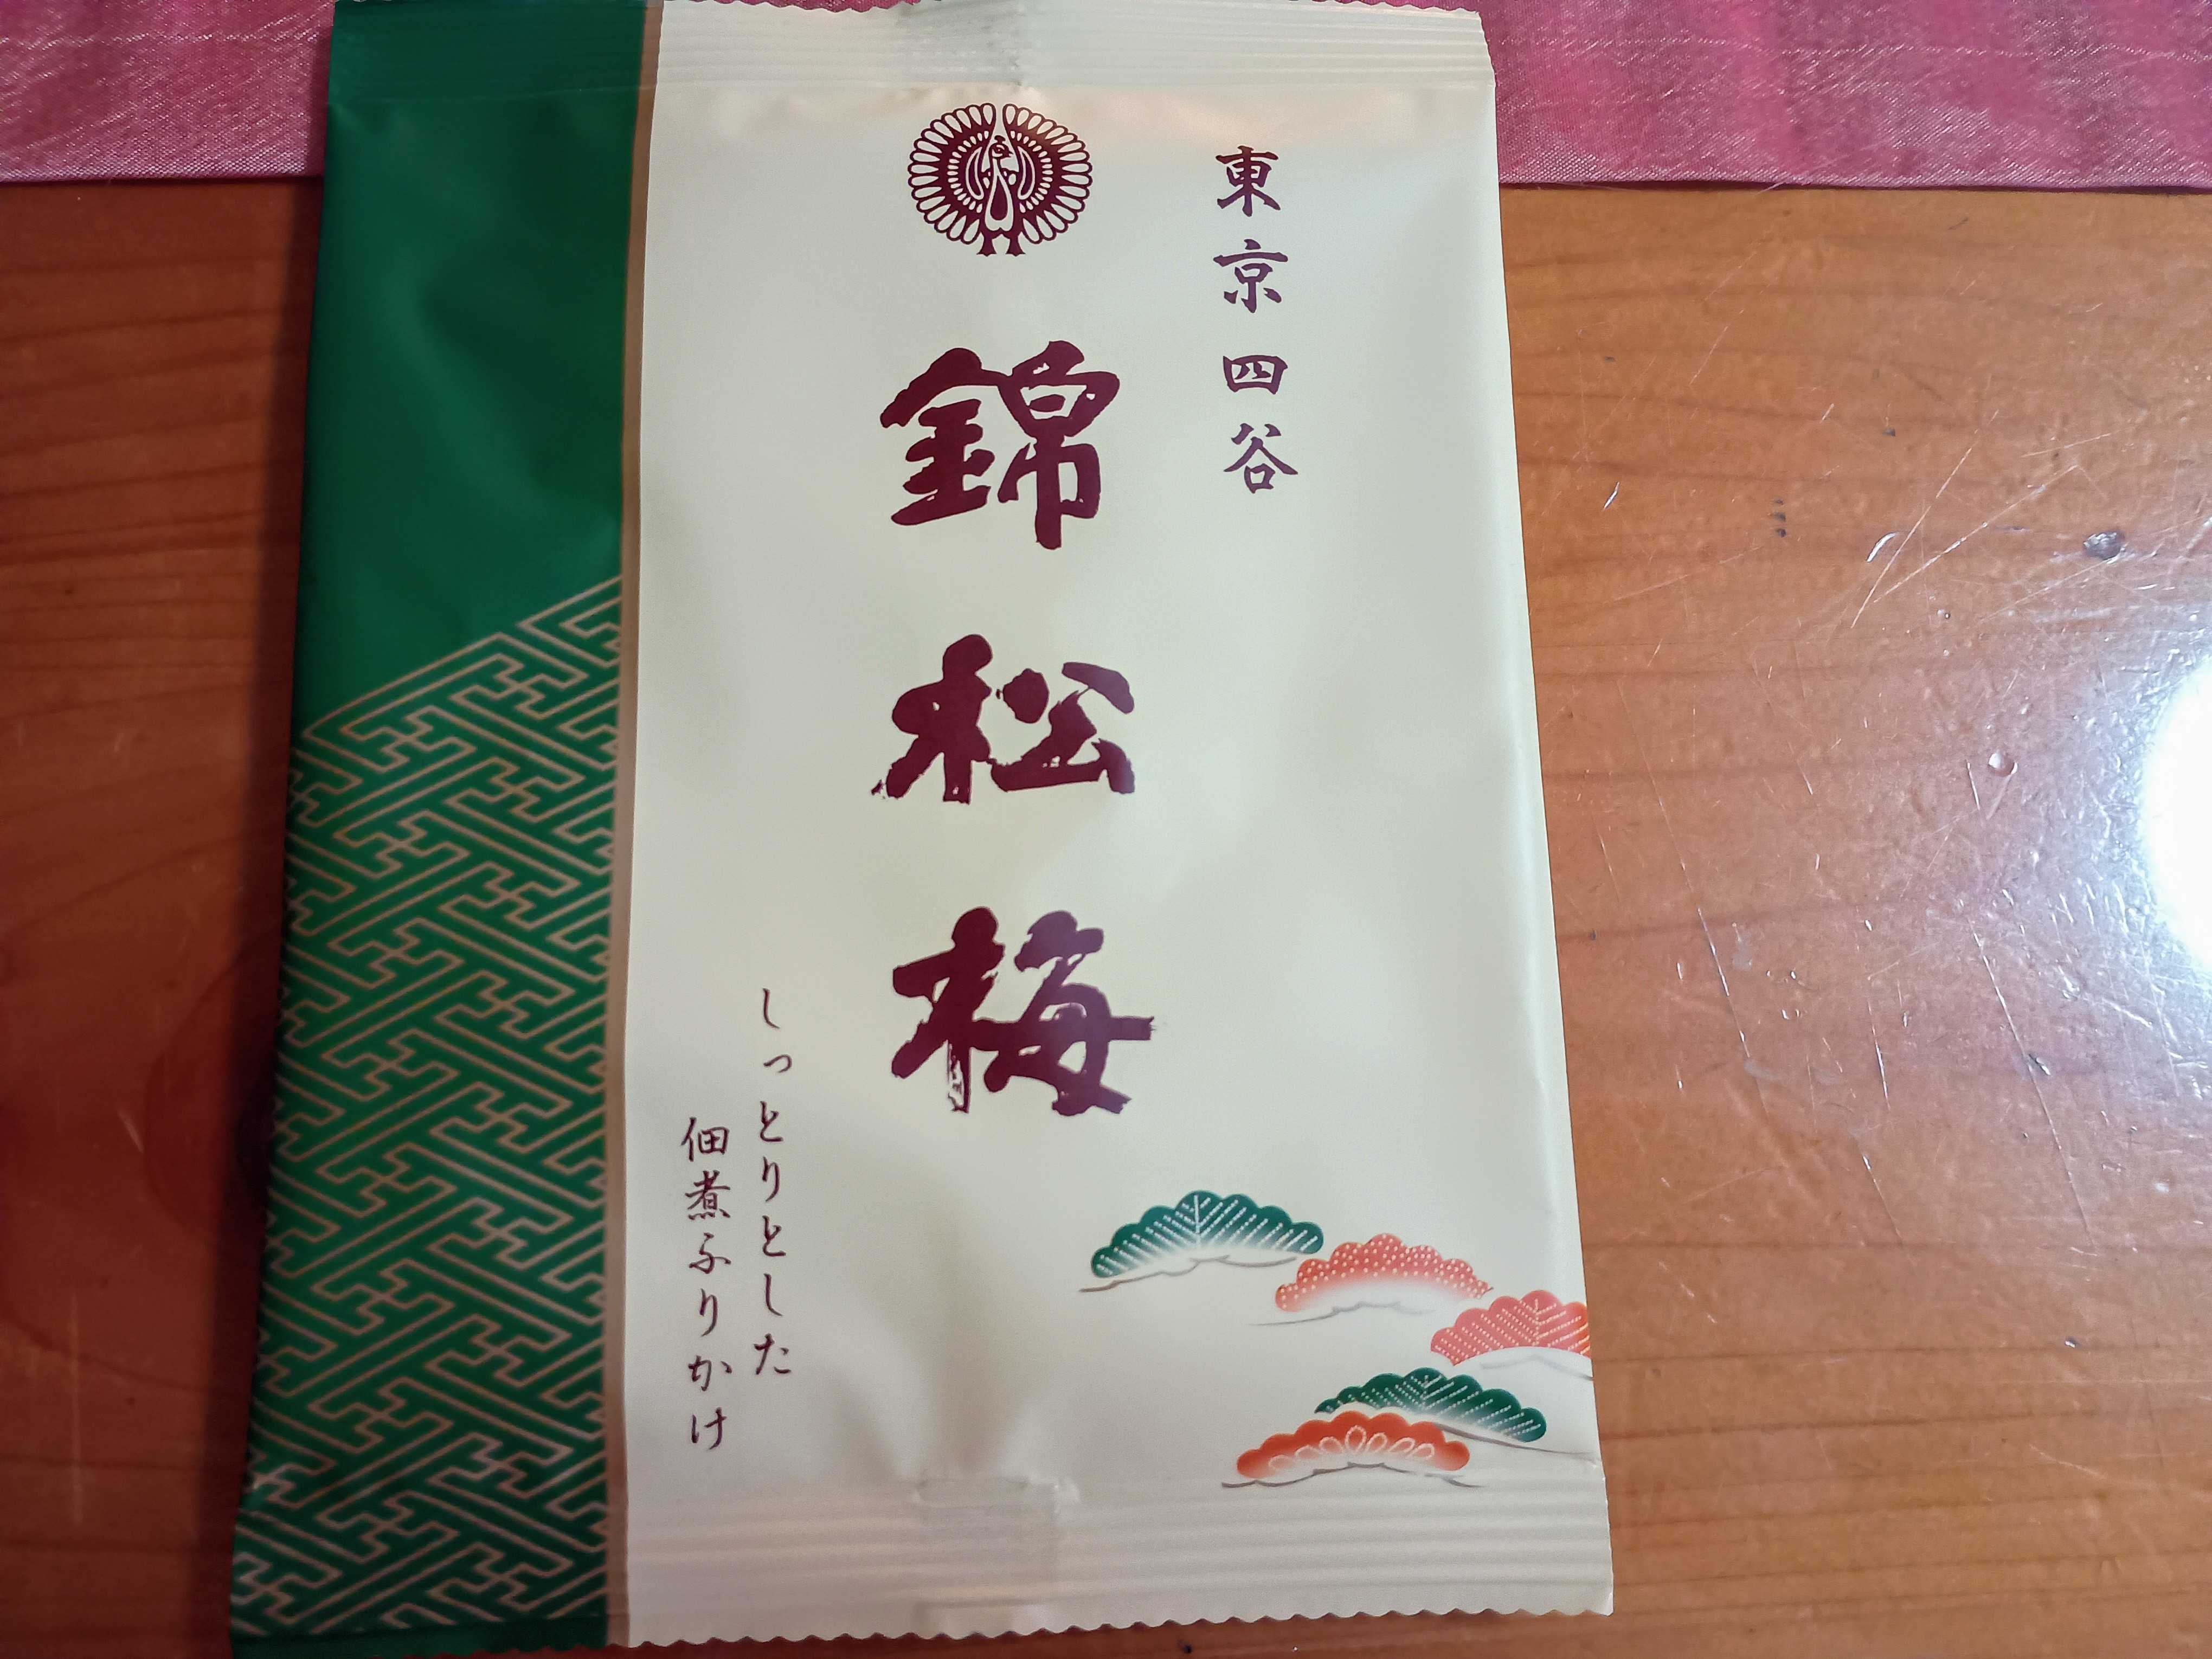 東京四谷
錦松梅
しっとりとした
佃煮ふりかけ